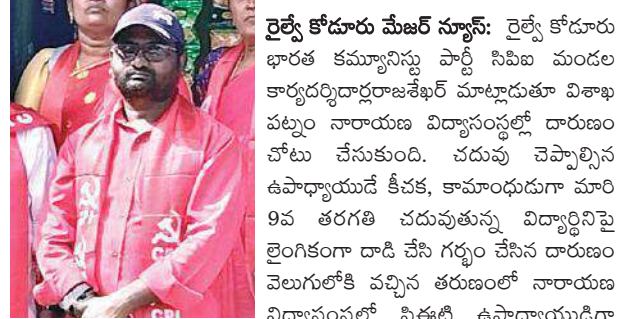 రైల్వే కోడూరు మేజర్ న్యూస్: రైల్వే కోడూరు
భారత కమ్యూనిస్టు పార్టీ సిపిఐ మండల
కార్యదర్శిదార్లరాజశేఖర్ మాట్లాడుతూ విశాఖ
పట్నం నారాయణ విద్యాసంస్థల్లో దారుణం
చోటు చేసుకుంది. చదువు చెప్పాల్సిన
ఉపాధ్యాయుడే కీచక, కామాంధుడుగా మారి
9వ తరగతి చదువుతున్న విద్యార్థినిపై
లైంగికంగా దాడి చేసి గర్భం చేసిన దారుణం
వెలుగులోకి వచ్చిన తరుణంలో నారాయణ
CPI